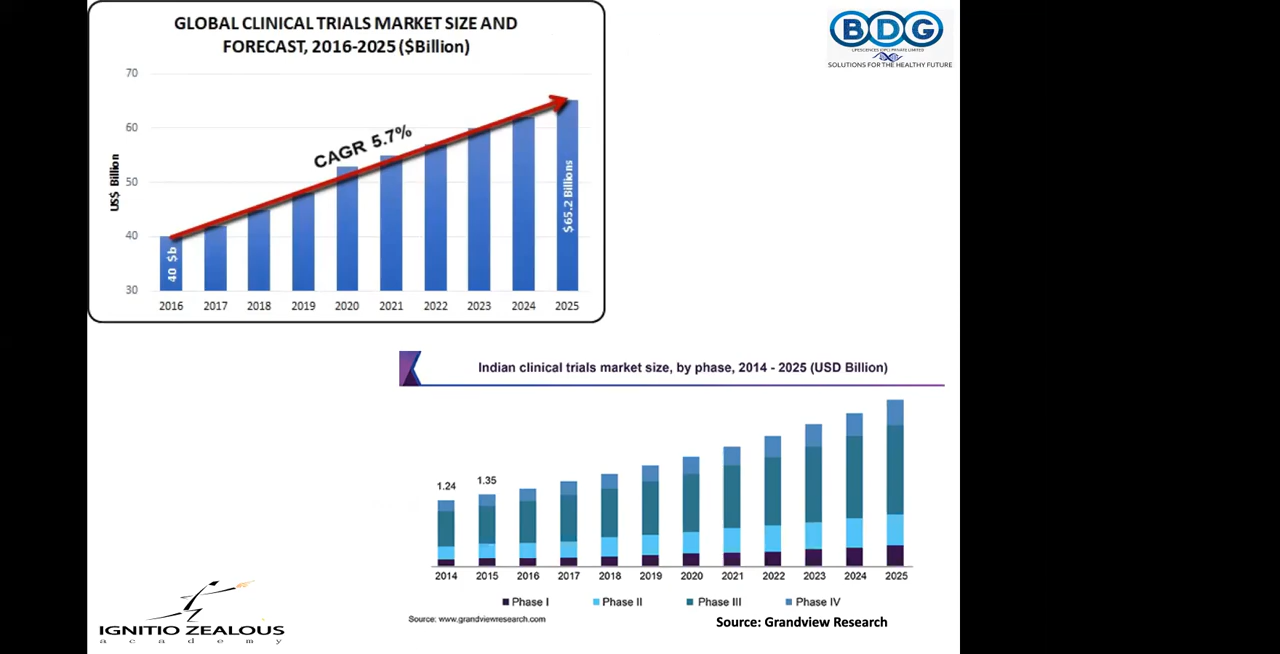 GLOBAL CLINICAL TRIALS MARKET SIZE AND
FORECAST, 2016-2025 ($Billion)
70
60
50
40
30
US$ Billion
CAGR 5.7%
40 $b
$65.2 Billions
2016 2017 2018 2019 2020 2021 2022 2023 2024 2025
BDG
LIFESCIENCES (OPC) PRIVATE LIMITED
SOLUTIONS FOR THE HEALTHY FUTURE
Indian clinical trials market size, by phase, 2014 - 2025 (USD Billion)
1.24
1.35
2014 2015 2016 2017 2018 2019 2020 2021 2022 2023 2024 2025
Phase I Phase II Phase III Phase IV
Source: www.grandviewresearch.com
Source: Grandview Research
IGNITIO ZEALOUS
academy